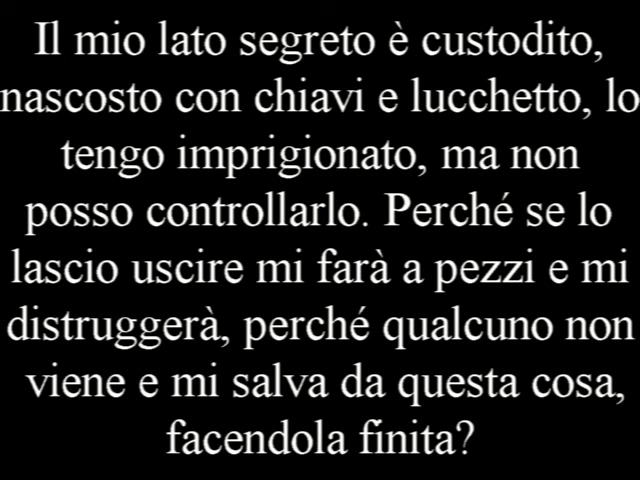 Il mio lato segreto è custodito,
nascosto con chiavi e lucchetto, lo
tengo imprigionato, ma non
posso controllarlo. Perché se lo
lascio uscire mi farà a pezzi e mi
distruggerà, perché qualcuno non
viene e mi salva da questa cosa,
facendola finita?